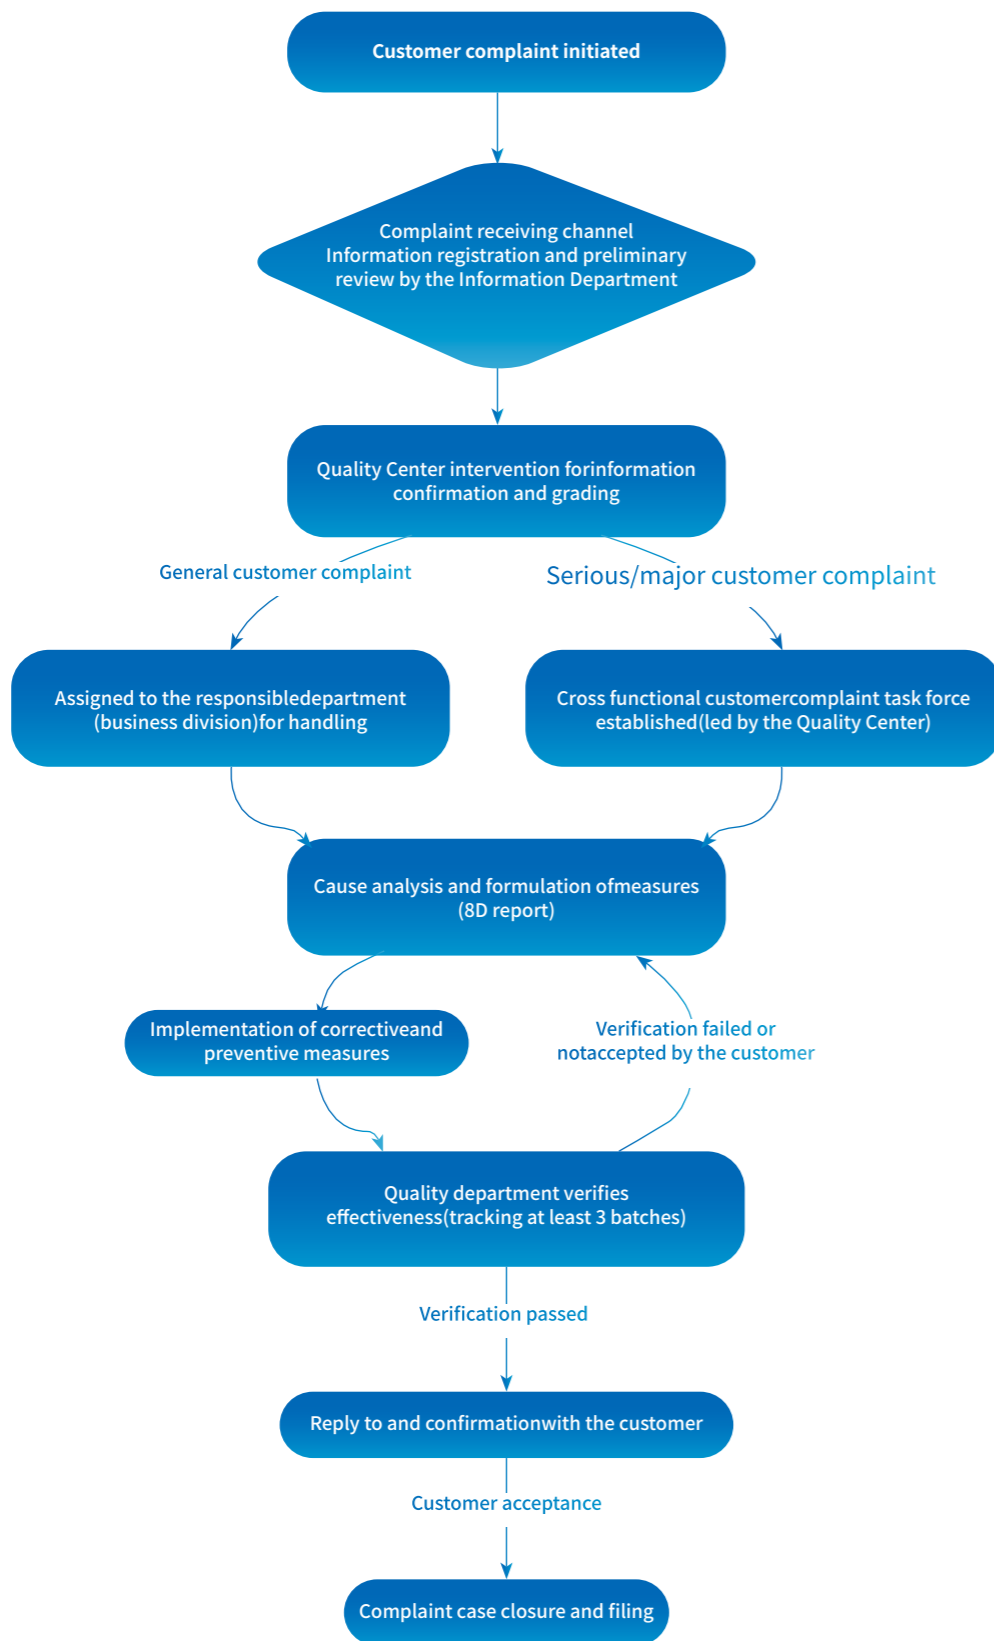 Customer complaint initiated
Complaint receiving channel
Information registration and preliminary
review by the Information Department
Quality Center intervention forinformation
confirmation and grading
General customer complaint
Serious/major customer complaint
Assigned to the responsibledepartment
(business division)for handling
Cross functional customercomplaint task force
established(led by the Quality Center)
Cause analysis and formulation ofmeasures
(8D report)
Implementation of correctiveand
preventive measures
Verification failed or
notaccepted by the customer
Quality department verifies
effectiveness(tracking at least 3 batches)
Verification passed
Reply to and confirmationwith the customer
Customer acceptance
Complaint case closure and filing